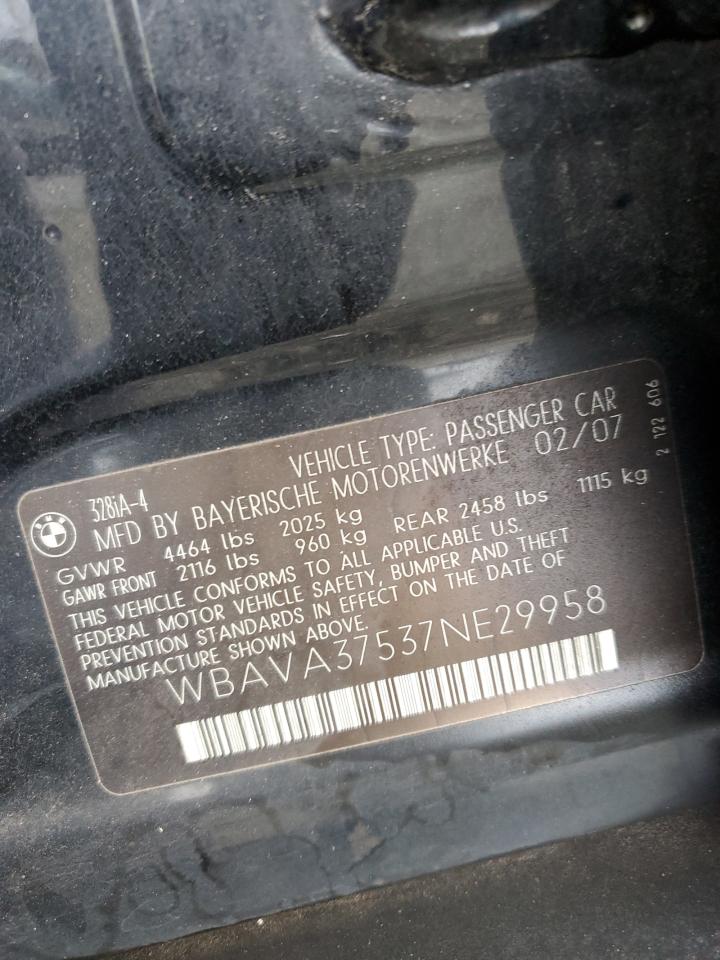 328iA-4 VEHICLE TYPE: PASSENGER CAR
MFD BY BAYERISCHE MOTORENWERKE 02/07
GVWR 4464 lbs 2025 kg
GAWR FRONT 2116 lbs 960 kg REAR 2458 lbs 1115 kg
THIS VEHICLE CONFORMS TO ALL APPLICABLE U.S.
FEDERAL MOTOR VEHICLE SAFETY, BUMPER AND THEFT
PREVENTION STANDARDS IN EFFECT ON THE DATE OF
MANUFACTURE SHOWN ABOVE.
WBAVA37537NE29958
2 122 606